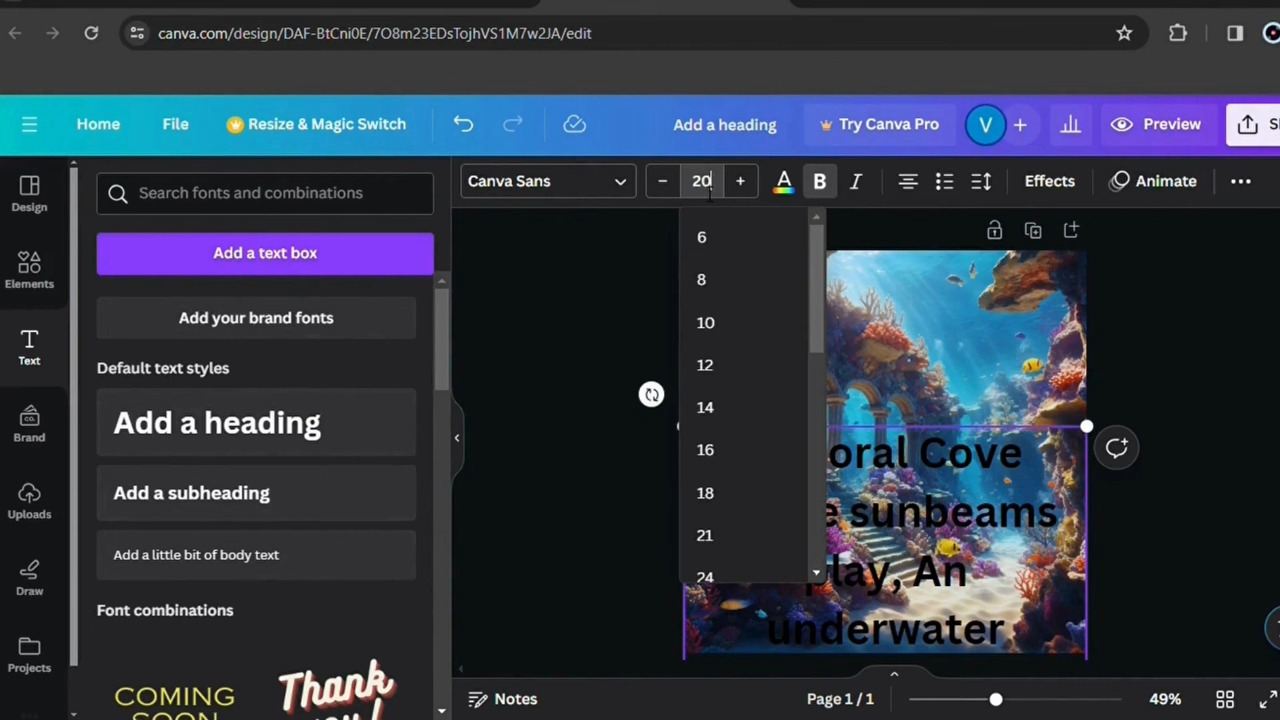 canva.com/design/DAF-BtCni0E/7O8m23EDsTojhVS1M7w2JA/edit
Home File Resize & Magic Switch Add a heading Try Canva Pro V + Preview
Canva Sans − 20 + A B I Effects Animate ...
Design
Elements
Text
Brand
Uploads
Draw
Projects
Search fonts and combinations
Add a text box
Add your brand fonts
Default text styles
Add a heading
Add a subheading
Add a little bit of body text
Font combinations
COMING
SOON
Thank
you!
6
8
10
12
14
16
18
21
24
oral Cove
sunbeams
play, An
underwater
Notes Page 1 / 1 49%